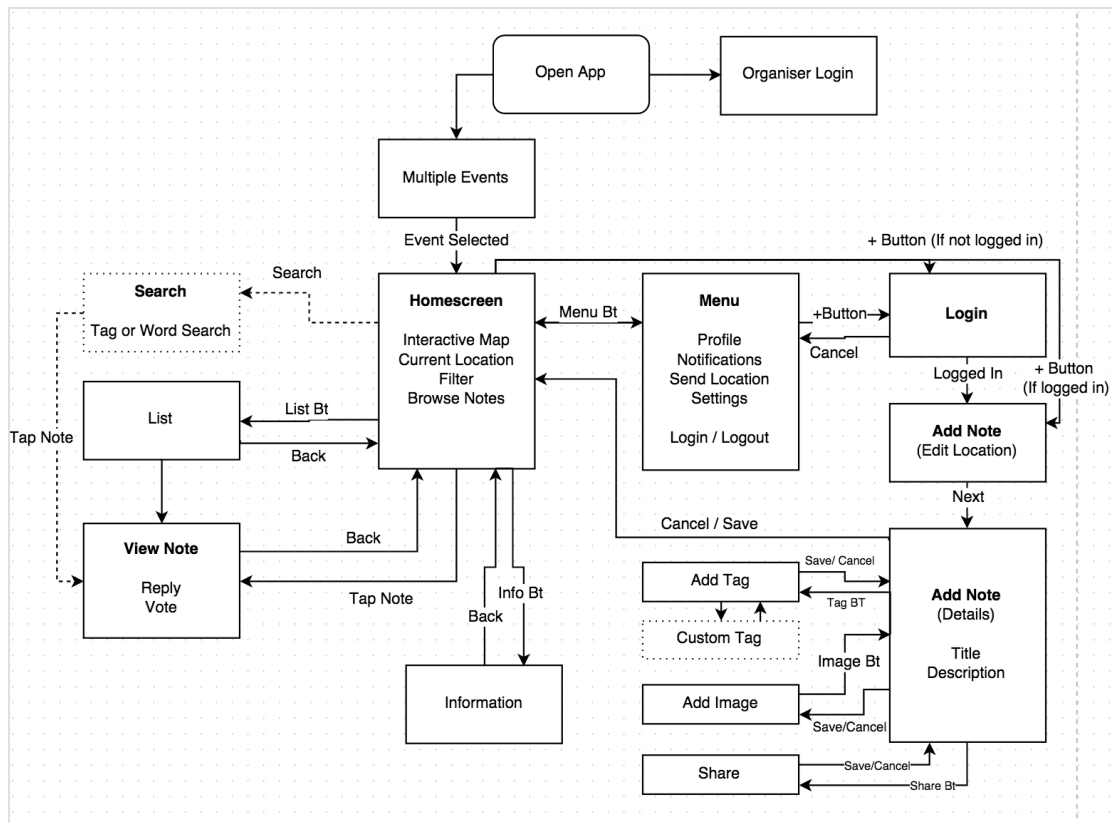 Open App
Organiser Login
Multiple Events
Event Selected
+ Button (If not logged in)
Search
Search
Tag or Word Search
Homescreen
Interactive Map
Current Location
Filter
Browse Notes
Menu Bt
Menu
Profile
Notifications
Send Location
Settings
Login / Logout
+Button
Cancel
Login
Logged In
+ Button
(If logged in)
List
List Bt
Back
Tap Note
Add Note
(Edit Location)
Next
View Note
Reply
Vote
Back
Tap Note
Cancel / Save
Info Bt
Back
Information
Add Tag
Save/ Cancel
Tag BT
Custom Tag
Image Bt
Add Image
Save/Cancel
Add Note
(Details)
Title
Description
Share
Save/Cancel
Share Bt